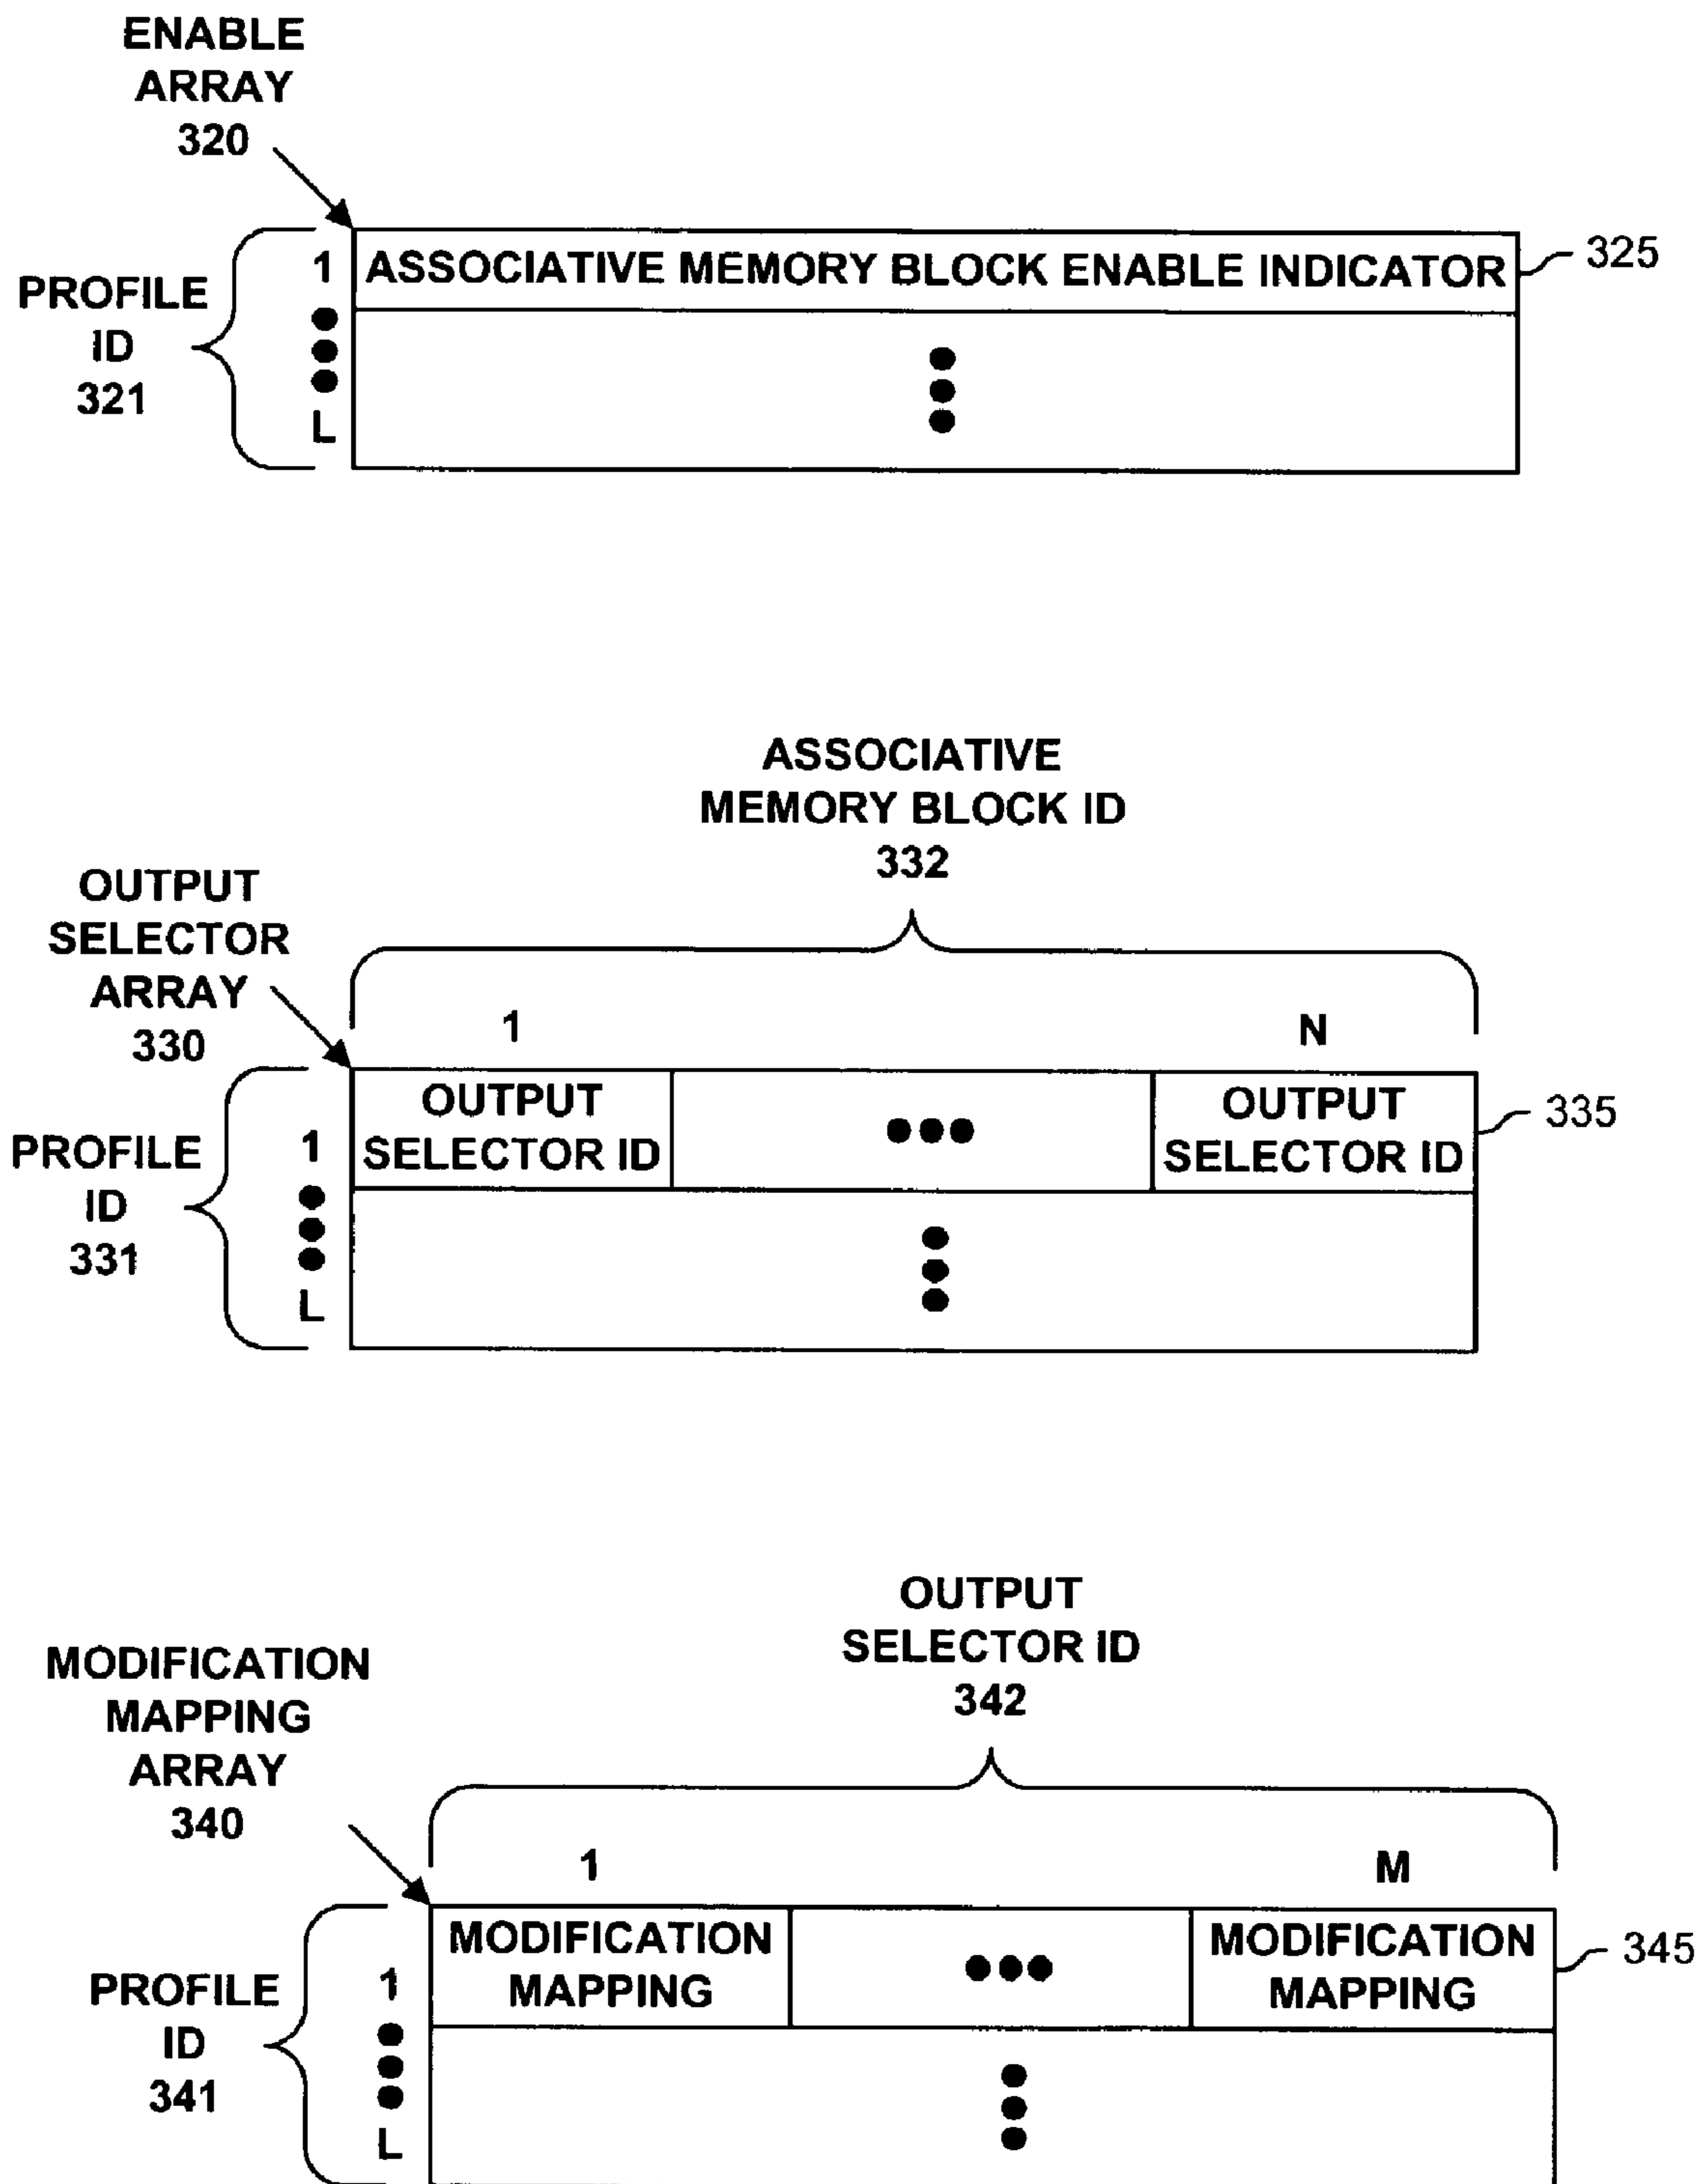 ENABLE
ARRAY
320
PROFILE
ID
321
1
L
ASSOCIATIVE MEMORY BLOCK ENABLE INDICATOR
325
ASSOCIATIVE
MEMORY BLOCK ID
332
OUTPUT
SELECTOR
ARRAY
330
1
N
PROFILE
ID
331
1
L
OUTPUT
SELECTOR ID
•••
OUTPUT
SELECTOR ID
335
OUTPUT
SELECTOR ID
342
MODIFICATION
MAPPING
ARRAY
340
1
M
PROFILE
ID
341
1
L
MODIFICATION
MAPPING
•••
MODIFICATION
MAPPING
345